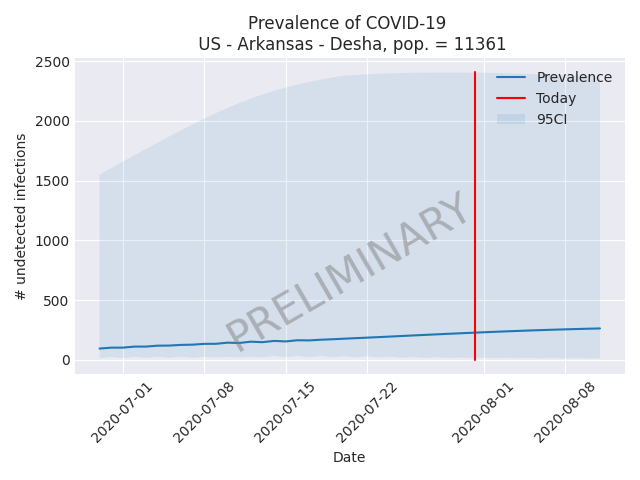 Prevalence of COVID-19
US - Arkansas - Desha, pop. = 11361
2500
2000
1500
1000
500
0
# undetected infections
Prevalence
Today
95CI
PRELIMINARY
2020-07-01
2020-07-08
2020-07-15
2020-07-22
2020-08-01
2020-08-08
Date